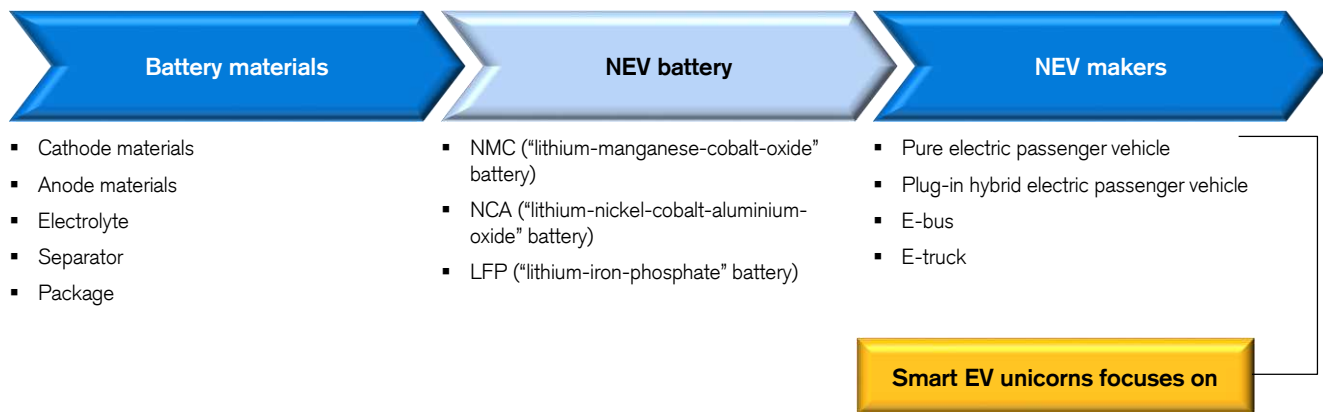 Battery materials
NEV battery
NEV makers
▪ Cathode materials
▪ Anode materials
▪ Electrolyte
▪ Separator
▪ Package
▪ NMC (“lithium-manganese-cobalt-oxide”
battery)
▪ NCA (“lithium-nickel-cobalt-aluminium-
oxide” battery)
▪ LFP (“lithium-iron-phosphate” battery)
▪ Pure electric passenger vehicle
▪ Plug-in hybrid electric passenger vehicle
▪ E-bus
▪ E-truck
Smart EV unicorns focuses on